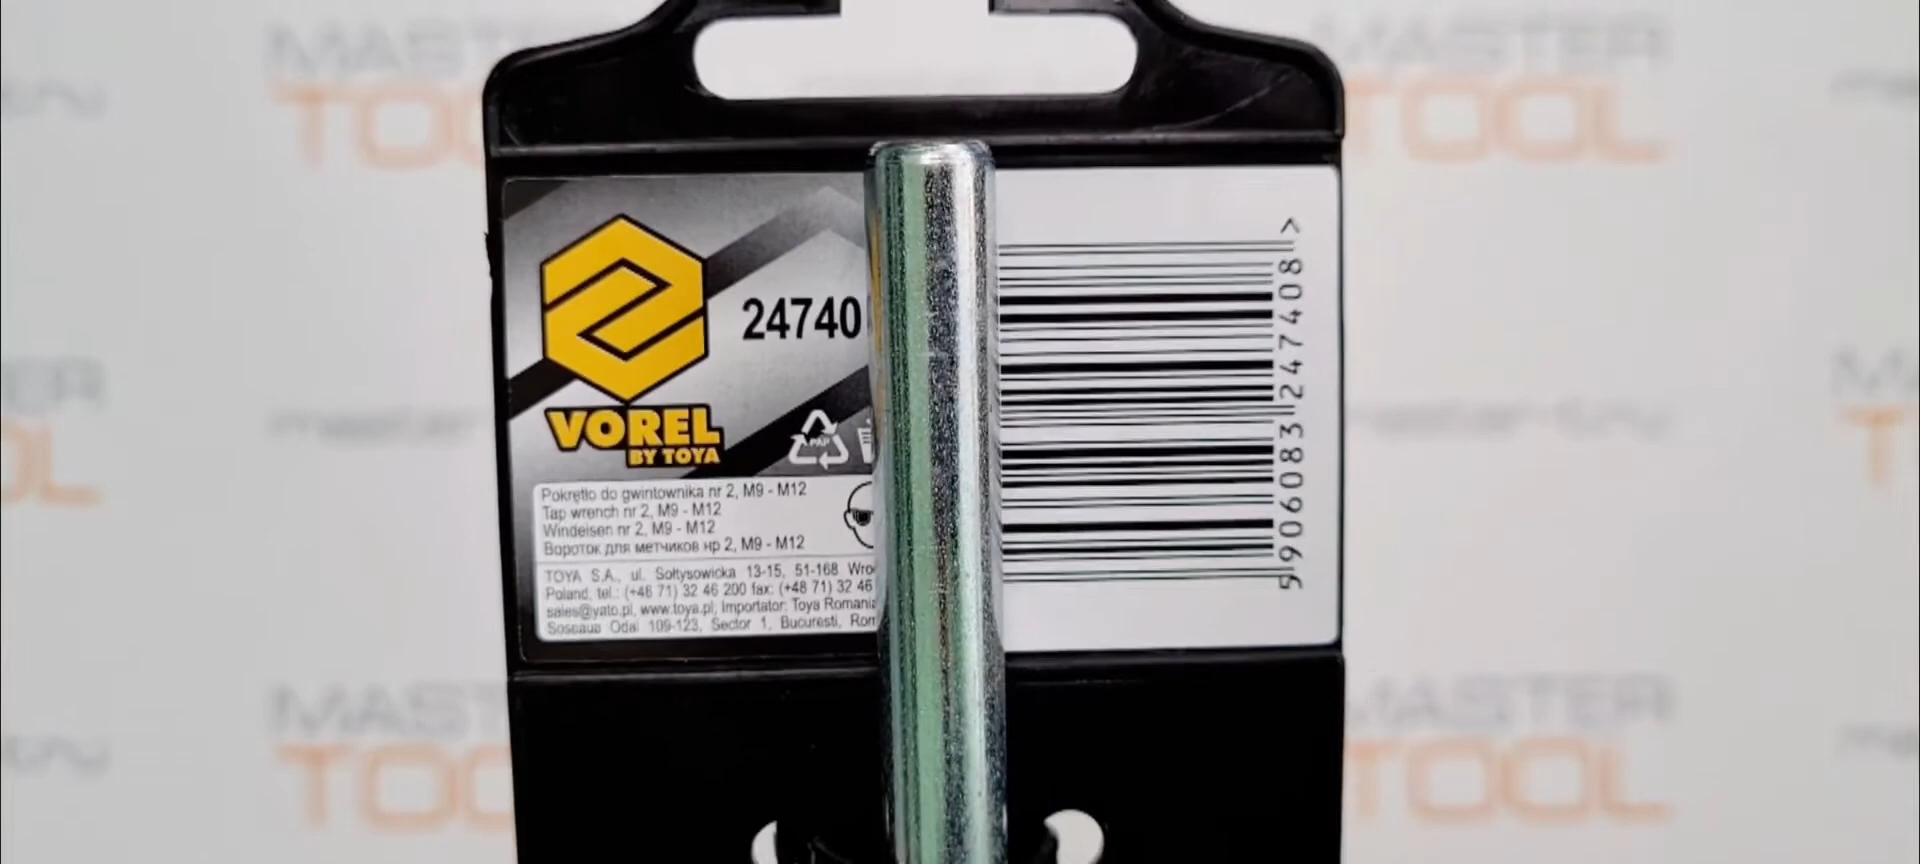 MASTER
TOOL
24740
VOREL
BY TOYA
PAP
Pokrętło do gwintownika nr 2, M9 - M12
Tap wrench nr 2, M9 - M12
Windeisen nr 2, M9 - M12
Вороток для метчиков нр 2, M9 - M12
TOYA S.A., ul. Sołtysowicka 13-15, 51-168
Poland, tel.: (+48 71) 32 46 200 fax: (+48 71) 32 46
sales@yato.pl, www.toya.pl; Importator: Toya Romania
Soseaua Odai 109-123, Sector 1, Bucuresti,
5906083247408 >
MASTER
TOOL
MASTER
TOOL